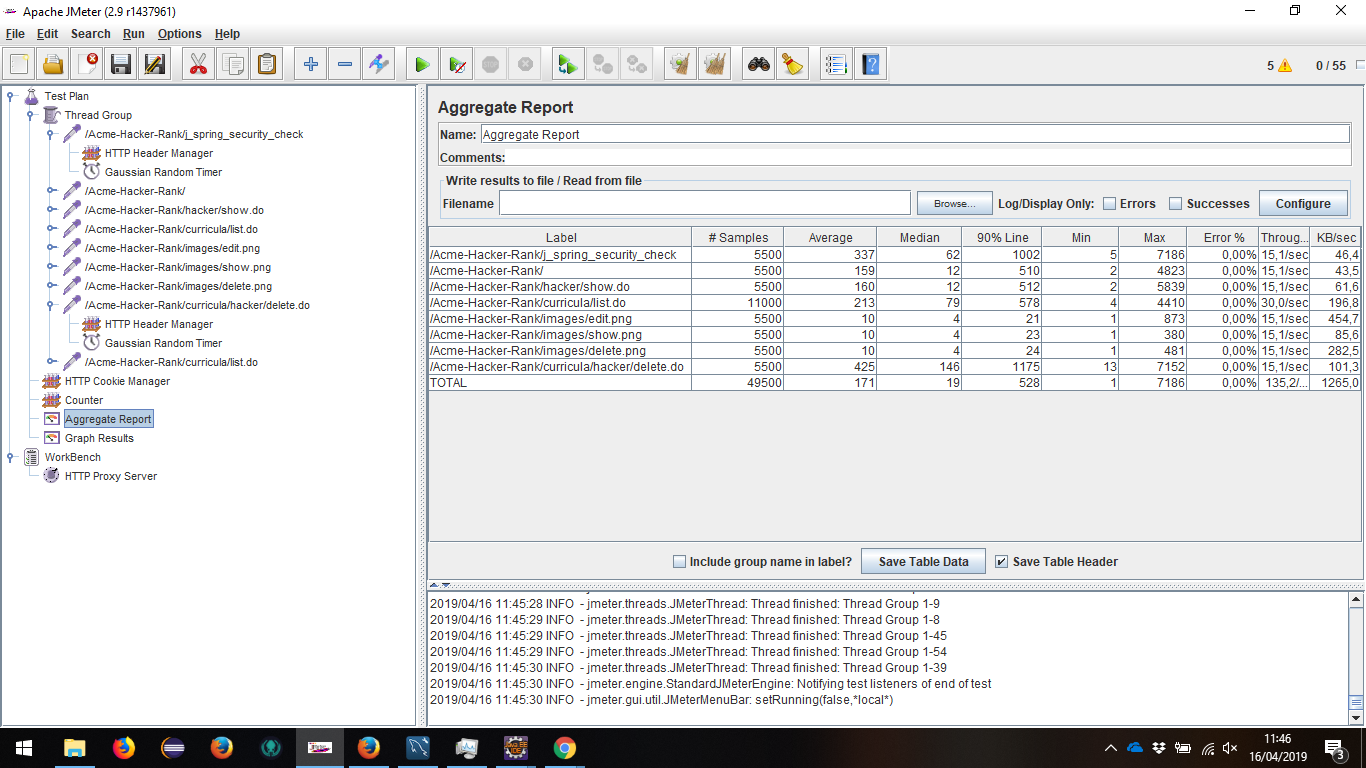 Apache JMeter (2.9 r1437961)
File Edit Search Run Options Help
5 0 / 55
Test Plan
Thread Group
/Acme-Hacker-Rank/j_spring_security_check
HTTP Header Manager
Gaussian Random Timer
/Acme-Hacker-Rank/
/Acme-Hacker-Rank/hacker/show.do
/Acme-Hacker-Rank/curricula/list.do
/Acme-Hacker-Rank/images/edit.png
/Acme-Hacker-Rank/images/show.png
/Acme-Hacker-Rank/images/delete.png
/Acme-Hacker-Rank/curricula/hacker/delete.do
HTTP Header Manager
Gaussian Random Timer
/Acme-Hacker-Rank/curricula/list.do
HTTP Cookie Manager
Counter
Aggregate Report
Graph Results
WorkBench
HTTP Proxy Server
Aggregate Report
Name: Aggregate Report
Comments:
Write results to file / Read from file
Filename Browse... Log/Display Only: Errors Successes Configure
Label # Samples Average Median 90% Line Min Max Error % Throug... KB/sec
/Acme-Hacker-Rank/j_spring_security_check 5500 337 62 1002 5 7186 0,00% 15,1/sec 46,4
/Acme-Hacker-Rank/ 5500 159 12 510 2 4823 0,00% 15,1/sec 43,5
/Acme-Hacker-Rank/hacker/show.do 5500 160 12 512 2 5839 0,00% 15,1/sec 61,6
/Acme-Hacker-Rank/curricula/list.do 11000 213 79 578 4 4410 0,00% 30,0/sec 196,8
/Acme-Hacker-Rank/images/edit.png 5500 10 4 21 1 873 0,00% 15,1/sec 454,7
/Acme-Hacker-Rank/images/show.png 5500 10 4 23 1 380 0,00% 15,1/sec 85,6
/Acme-Hacker-Rank/images/delete.png 5500 10 4 24 1 481 0,00% 15,1/sec 282,5
/Acme-Hacker-Rank/curricula/hacker/delete.do 5500 425 146 1175 13 7152 0,00% 15,1/sec 101,3
TOTAL 49500 171 19 528 1 7186 0,00% 135,2/... 1265,0
Include group name in label? Save Table Data Save Table Header
2019/04/16 11:45:28 INFO - jmeter.threads.JMeterThread: Thread finished: Thread Group 1-9
2019/04/16 11:45:29 INFO - jmeter.threads.JMeterThread: Thread finished: Thread Group 1-8
2019/04/16 11:45:29 INFO - jmeter.threads.JMeterThread: Thread finished: Thread Group 1-45
2019/04/16 11:45:29 INFO - jmeter.threads.JMeterThread: Thread finished: Thread Group 1-54
2019/04/16 11:45:30 INFO - jmeter.threads.JMeterThread: Thread finished: Thread Group 1-39
2019/04/16 11:45:30 INFO - jmeter.engine.StandardJMeterEngine: Notifying test listeners of end of test
2019/04/16 11:45:30 INFO - jmeter.gui.util.JMeterMenuBar: setRunning(false,*local*)
11:46
16/04/2019
3